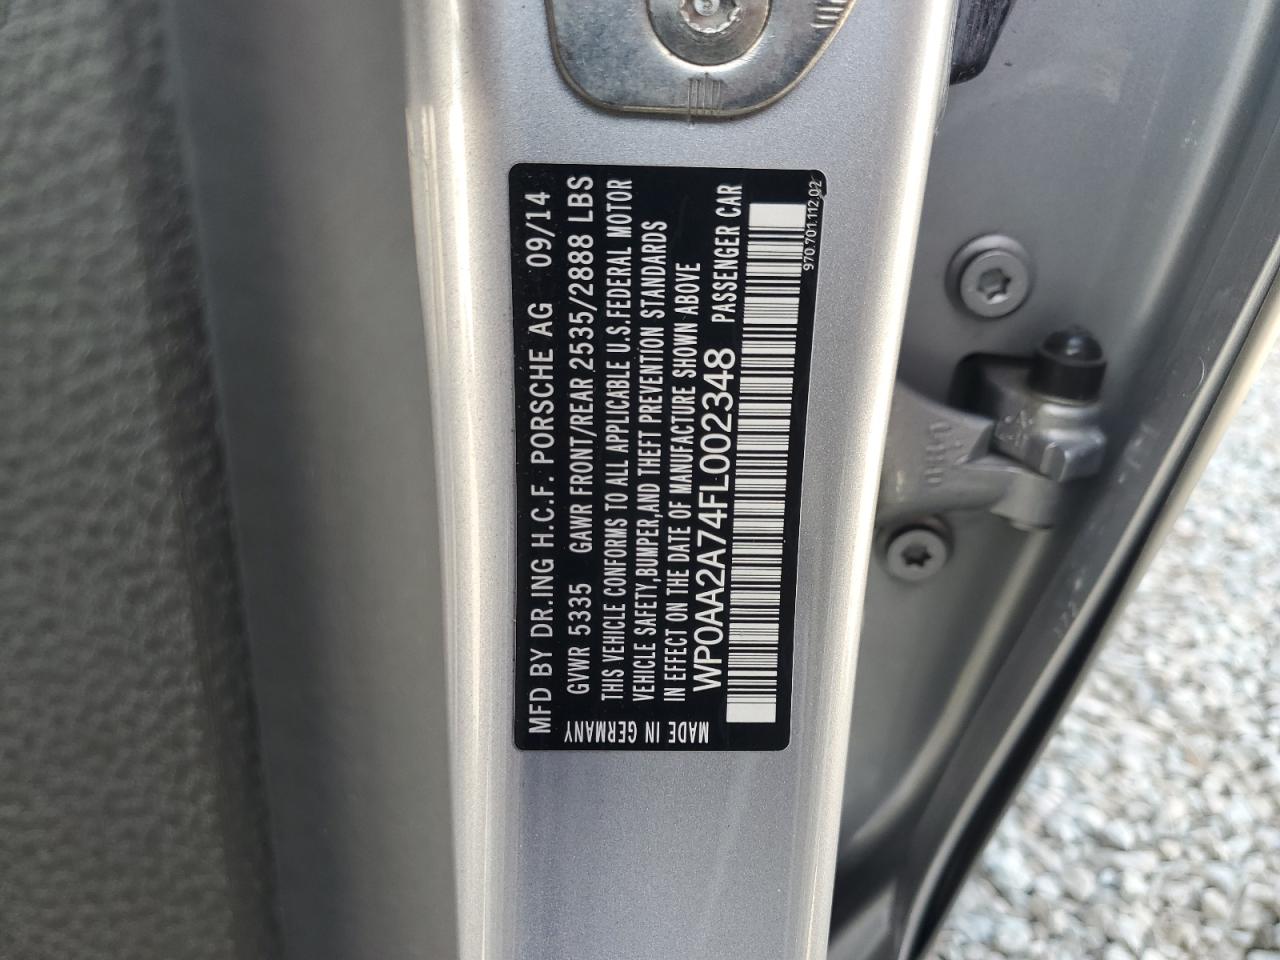 MFD BY DR.ING H.C.F. PORSCHE AG 09/14
GVWR 5335 GAWR FRONT/REAR 2535/2888 LBS
THIS VEHICLE CONFORMS TO ALL APPLICABLE U.S.FEDERAL MOTOR
VEHICLE SAFETY,BUMPER,AND THEFT PREVENTION STANDARDS
IN EFFECT ON THE DATE OF MANUFACTURE SHOWN ABOVE
WP0AA2A74FL002348 PASSENGER CAR
MADE IN GERMANY
970.701.112.02